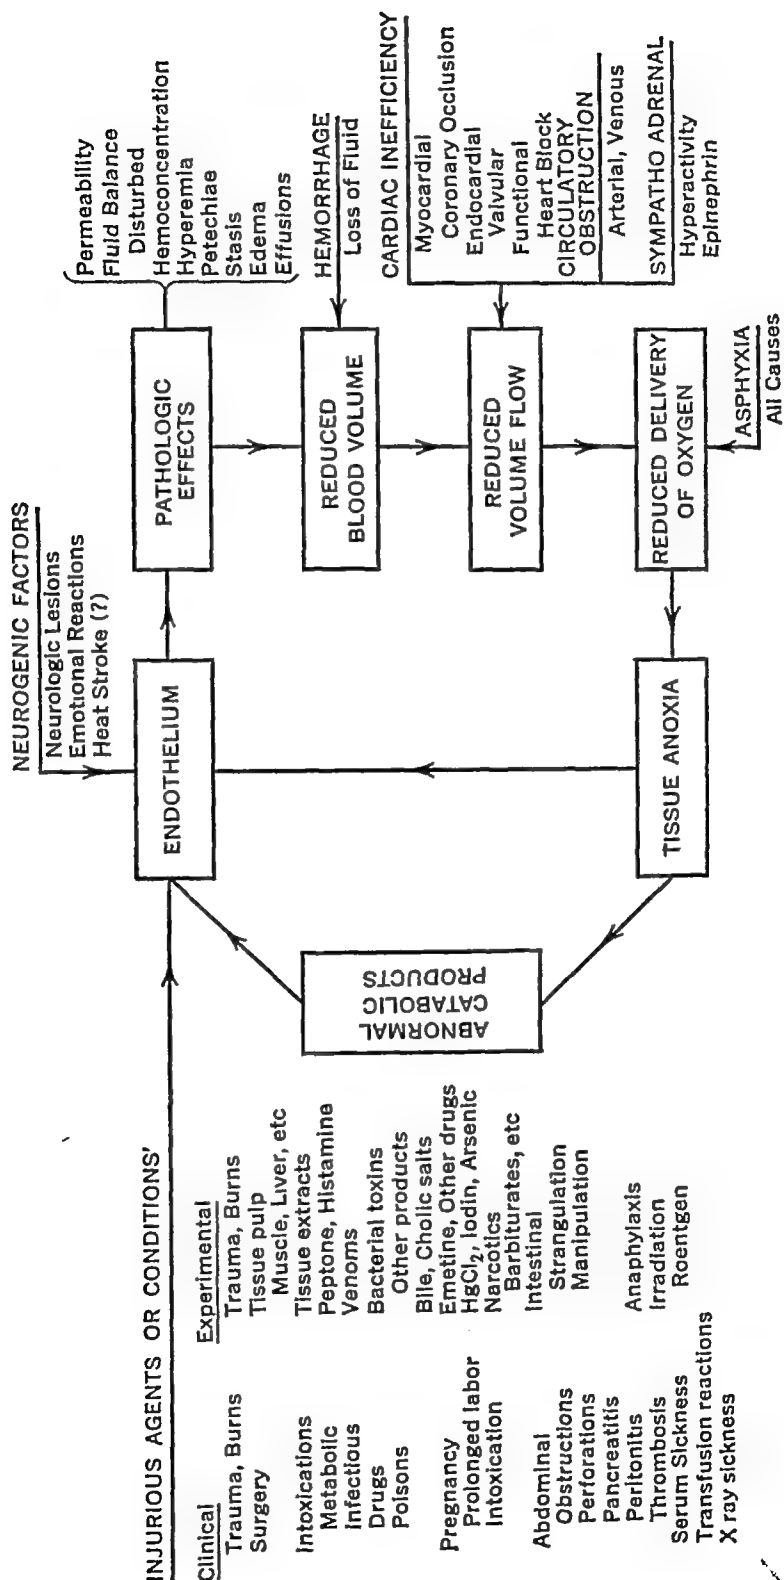 INJURIOUS AGENTS OR CONDITIONS'
Clinical
Trauma, Burns
Surgery
Intoxications
Metabolic
Infectious
Drugs
Poisons
Pregnancy
Prolonged labor
Intoxication
Abdominal
Obstructions
Perforations
Pancreatitis
Peritonitis
Thrombosis
Serum Sickness
Transfusion reactions
X ray sickness
Experimental
Trauma, Burns
Tissue pulp
Muscle, Liver, etc
Tissue extracts
Peptone, Histamine
Venoms
Bacterial toxins
Other products
Bile, Cholic salts
Emetine, Other drugs
HgCl₂, Iodin, Arsenic
Narcotics
Barbiturates, etc
Intestinal
Strangulation
Manipulation
Anaphylaxis
Irradiation
Roentgen
ABNORMAL
CATABOLIC
PRODUCTS
NEUROGENIC FACTORS
Neurologic Lesions
Emotional Reactions
Heat Stroke (?)
ENDOTHELIUM
TISSUE ANOXIA
PATHOLOGIC
EFFECTS
REDUCED
BLOOD VOLUME
REDUCED
VOLUME FLOW
REDUCED DELIVERY
OF OXYGEN
Permeability
Fluid Balance
Disturbed
Hemoconcentration
Hyperemia
Petechiae
Stasis
Edema
Effusions
HEMORRHAGE
Loss of Fluid
CARDIAC INEFFICIENCY
Myocardial
Coronary Occlusion
Endocardial
Valvular
Functional
Heart Block
CIRCULATORY
OBSTRUCTION
Arterial, Venous
SYMPATHO ADRENAL
Hyperactivity
Epinephrin
ASPHYXIA
All Causes